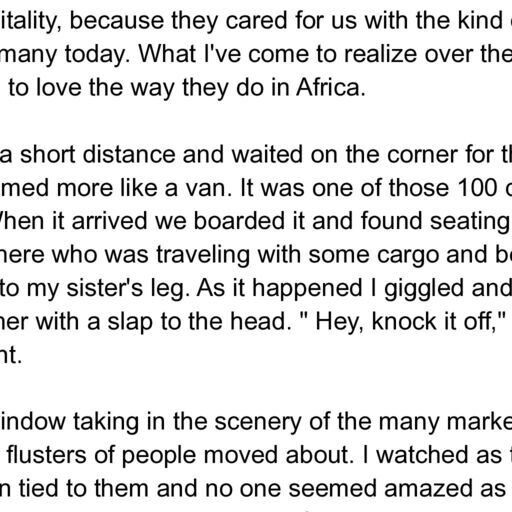 itality, because they cared for us with the kind
many today. What I've come to realize over the
to love the way they do in Africa.
a short distance and waited on the corner for t
med more like a van. It was one of those 100
hen it arrived we boarded it and found seating
here who was traveling with some cargo and b
to my sister's leg. As it happened I giggled and
her with a slap to the head. " Hey, knock it off,"
nt.
indow taking in the scenery of the many marke
flusters of people moved about. I watched as t
n tied to them and no one seemed amazed as